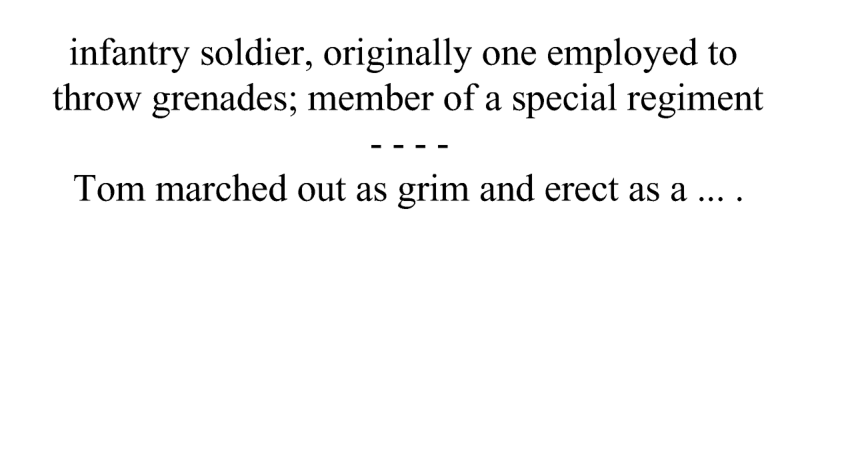 infantry soldier, originally one employed to
throw grenades; member of a special regiment
- - - -
Tom marched out as grim and erect as a ... .